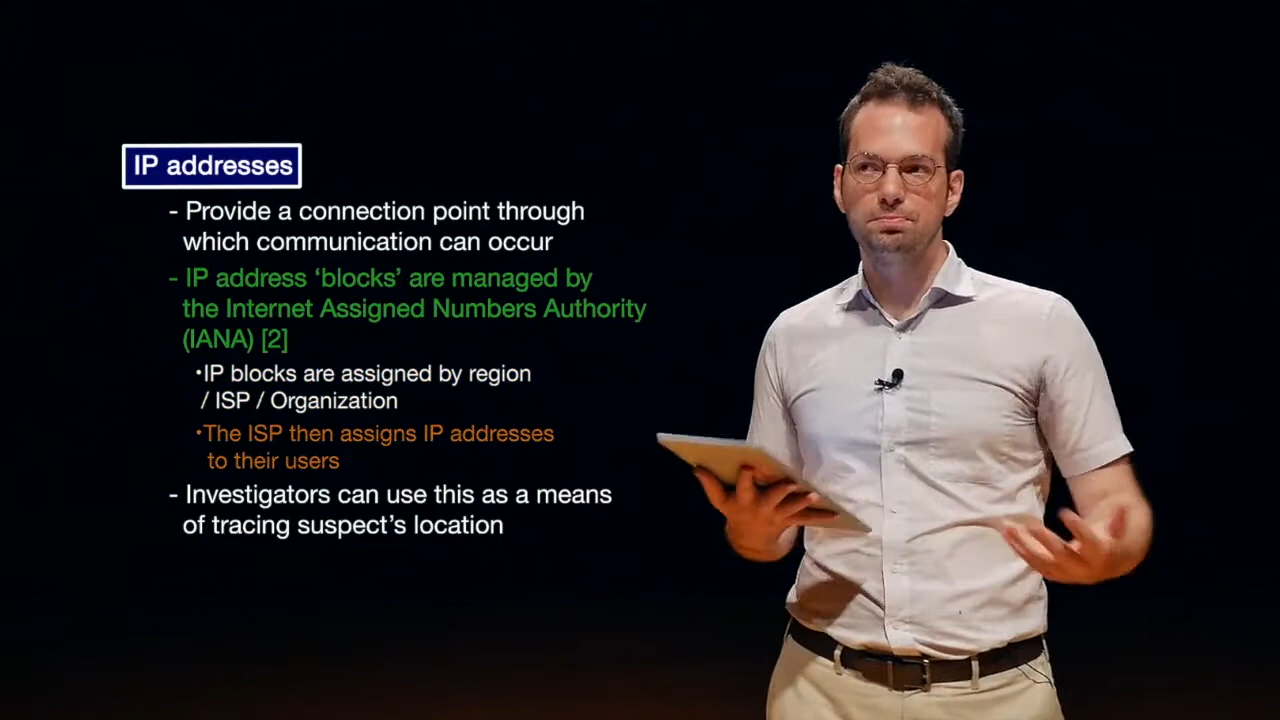 IP addresses
- Provide a connection point through
which communication can occur
- IP address ‘blocks’ are managed by
the Internet Assigned Numbers Authority
(IANA) [2]
•IP blocks are assigned by region
/ ISP / Organization
•The ISP then assigns IP addresses
to their users
- Investigators can use this as a means
of tracing suspect’s location